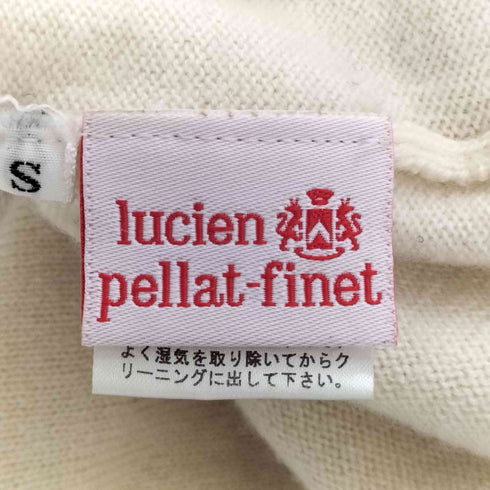 S
lucien
pellat-finet
よく湿気を取り除いてからク
リーニングに出して下さい。